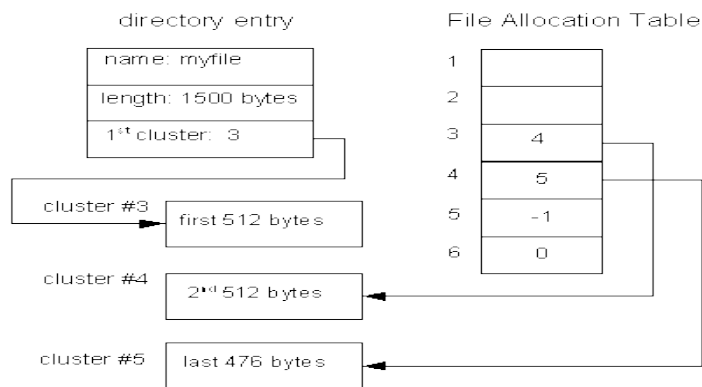 directory entry
File Allocation Table
name: myfile
length: 1500 bytes
1st cluster: 3
1
2
3
4
4
5
5
-1
6
0
cluster #3
first 512 bytes
cluster #4
2nd 512 bytes
cluster #5
last 476 bytes